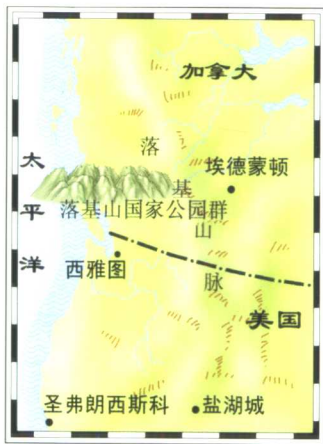 加拿大
落基山脉
埃德蒙顿
太平洋
落基山国家公园群
西雅图
美国
圣弗朗西斯科
盐湖城